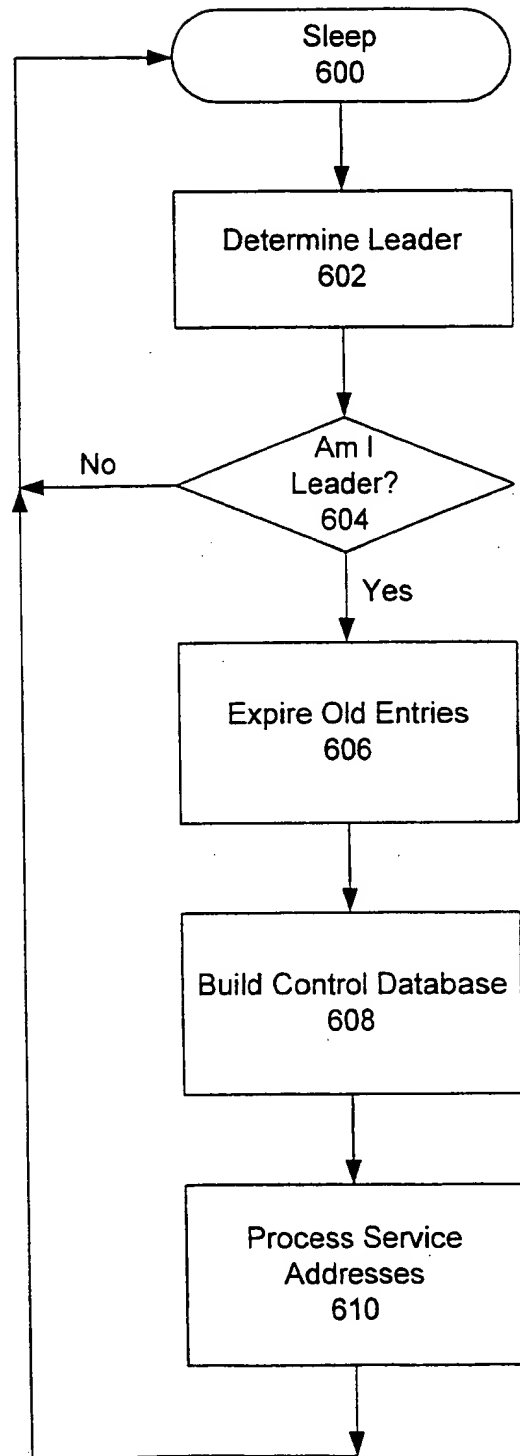 Sleep
600
Determine Leader
602
Am I
Leader?
604
No
Yes
Expire Old Entries
606
Build Control Database
608
Process Service
Addresses
610